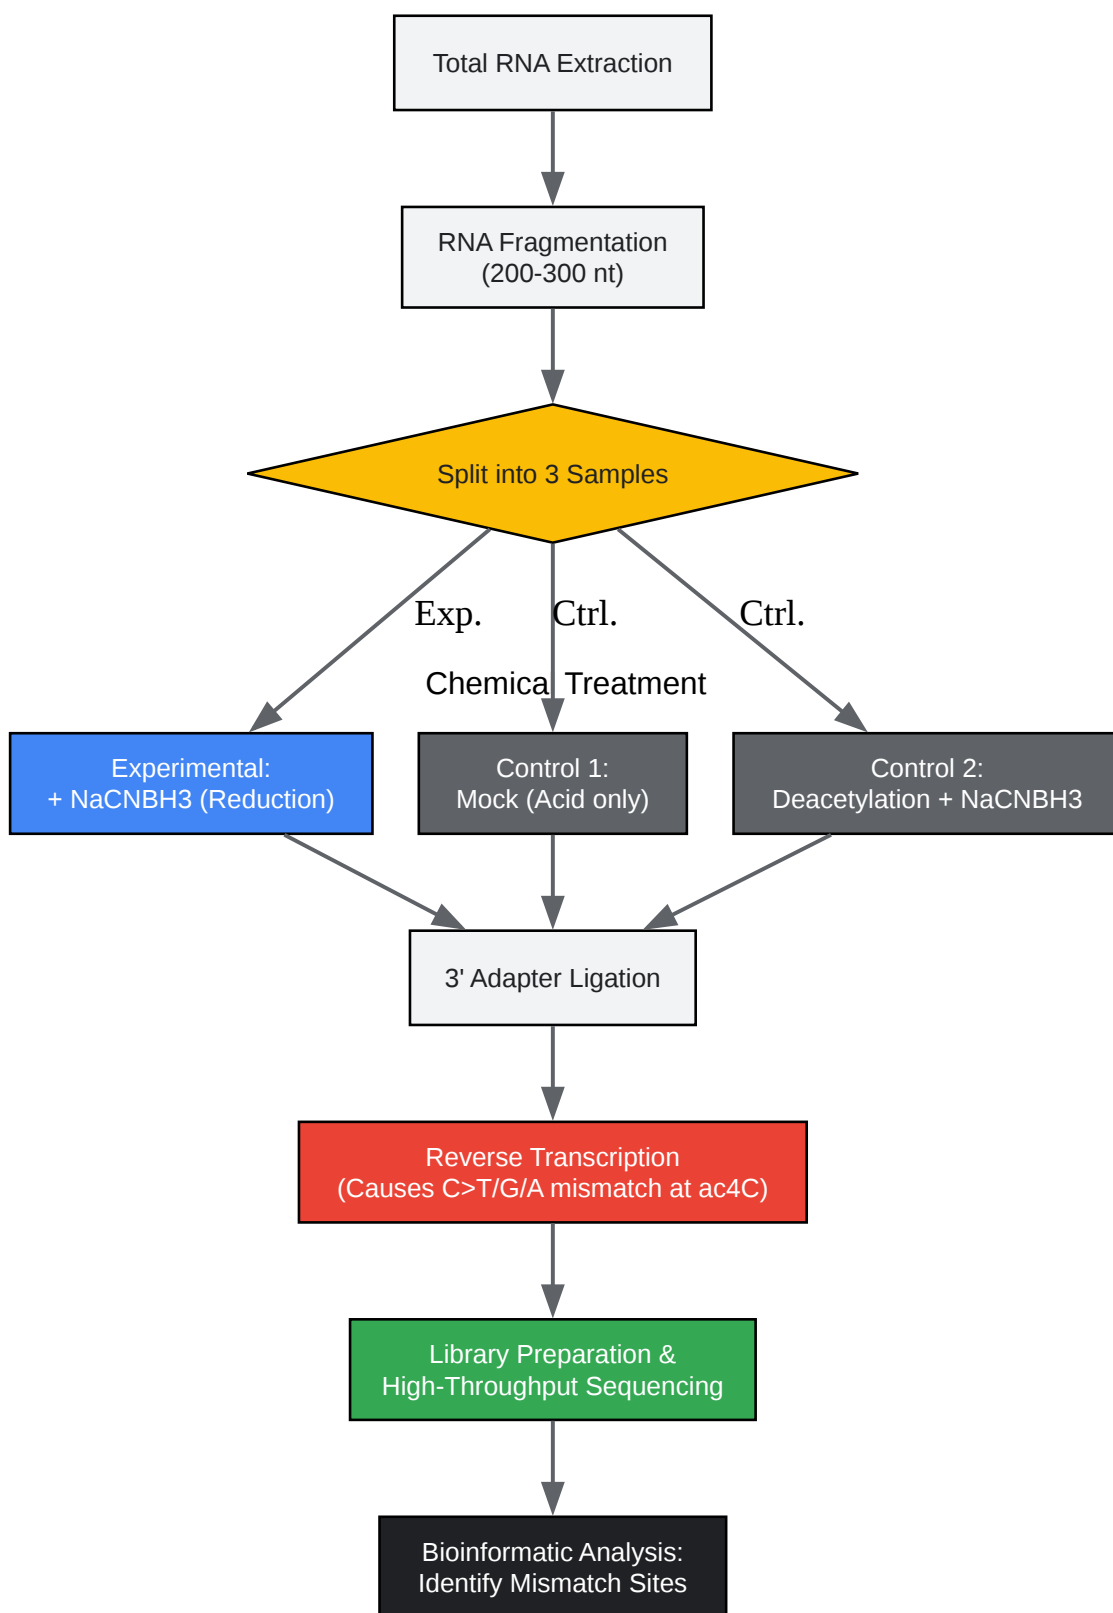 Total RNA Extraction
RNA Fragmentation
(200-300 nt)
Split into 3 Samples
Exp.
Ctrl.
Ctrl.
Chemical Treatment
Experimental:
+ NaCNBH3 (Reduction)
Control 1:
Mock (Acid only)
Control 2:
Deacetylation + NaCNBH3
3' Adapter Ligation
Reverse Transcription
(Causes C>T/G/A mismatch at ac4C)
Library Preparation &
High-Throughput Sequencing
Bioinformatic Analysis:
Identify Mismatch Sites